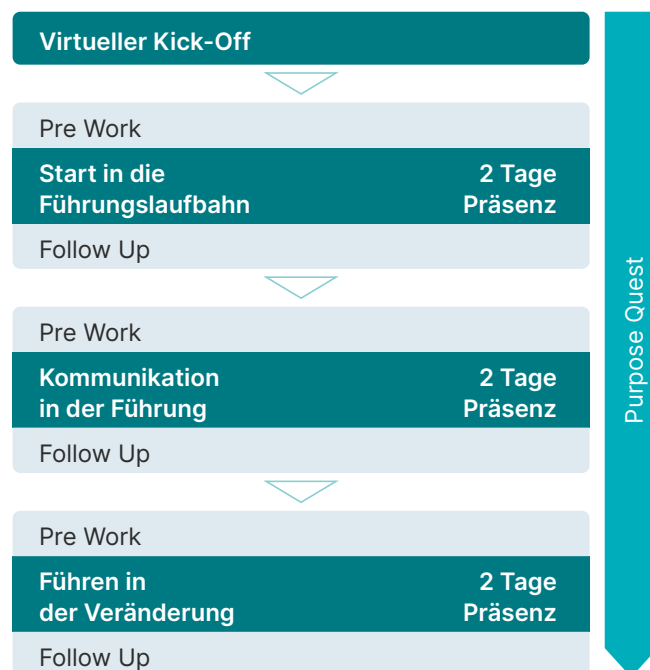 Virtueller Kick-Off
Pre Work
Start in die
Führungslaufbahn
2 Tage
Präsenz
Follow Up
Pre Work
Kommunikation
in der Führung
2 Tage
Präsenz
Follow Up
Pre Work
Führen in
der Veränderung
2 Tage
Präsenz
Follow Up
Purpose Quest